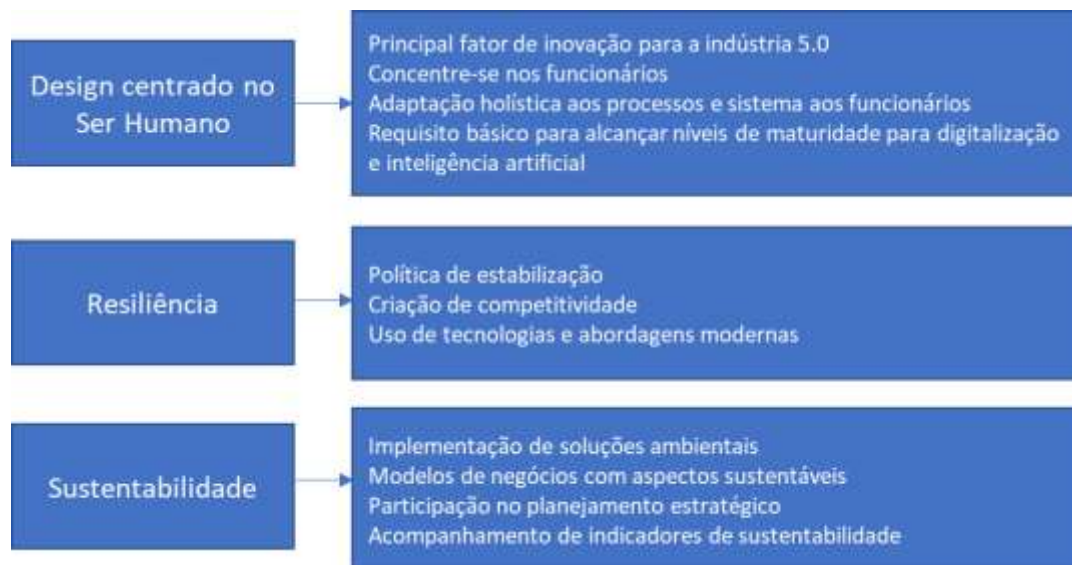 Design centrado no
Ser Humano
Principal fator de inovação para a indústria 5.0
Concentre-se nos funcionários
Adaptação holística aos processos e sistema aos funcionários
Requisito básico para alcançar níveis de maturidade para digitalização
e inteligência artificial
Resiliência
Política de estabilização
Criação de competitividade
Uso de tecnologias e abordagens modernas
Sustentabilidade
Implementação de soluções ambientais
Modelos de negócios com aspectos sustentáveis
Participação no planejamento estratégico
Acompanhamento de indicadores de sustentabilidade